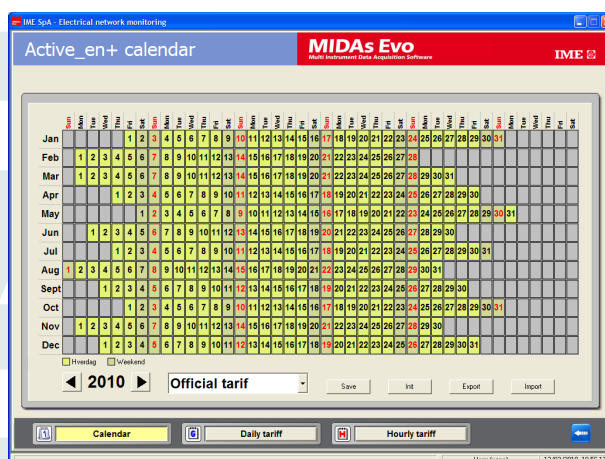 IME SpA - Electrical network monitoring
Active_en+ calendar
MIDAs Evo
Multi Instrument Data Acquisition Software
IME
Sun Mon Tue Wed Thu Fri Sat Sun Mon Tue Wed Thu Fri Sat Sun Mon Tue Wed Thu Fri Sat Sun Mon Tue Wed Thu Fri Sat Sun Mon Tue Wed Thu Fri Sat Sun Mon Tue Wed Thu Fri Sat
Jan 1 2 3 4 5 6 7 8 9 10 11 12 13 14 15 16 17 18 19 20 21 22 23 24 25 26 27 28 29 30 31
Feb 1 2 3 4 5 6 7 8 9 10 11 12 13 14 15 16 17 18 19 20 21 22 23 24 25 26 27 28
Mar 1 2 3 4 5 6 7 8 9 10 11 12 13 14 15 16 17 18 19 20 21 22 23 24 25 26 27 28 29 30 31
Apr 1 2 3 4 5 6 7 8 9 10 11 12 13 14 15 16 17 18 19 20 21 22 23 24 25 26 27 28 29 30
May 1 2 3 4 5 6 7 8 9 10 11 12 13 14 15 16 17 18 19 20 21 22 23 24 25 26 27 28 29 30 31
Jun 1 2 3 4 5 6 7 8 9 10 11 12 13 14 15 16 17 18 19 20 21 22 23 24 25 26 27 28 29 30
Jul 1 2 3 4 5 6 7 8 9 10 11 12 13 14 15 16 17 18 19 20 21 22 23 24 25 26 27 28 29 30 31
Aug 1 2 3 4 5 6 7 8 9 10 11 12 13 14 15 16 17 18 19 20 21 22 23 24 25 26 27 28 29 30 31
Sept 1 2 3 4 5 6 7 8 9 10 11 12 13 14 15 16 17 18 19 20 21 22 23 24 25 26 27 28 29 30
Oct 1 2 3 4 5 6 7 8 9 10 11 12 13 14 15 16 17 18 19 20 21 22 23 24 25 26 27 28 29 30 31
Nov 1 2 3 4 5 6 7 8 9 10 11 12 13 14 15 16 17 18 19 20 21 22 23 24 25 26 27 28 29 30
Dec 1 2 3 4 5 6 7 8 9 10 11 12 13 14 15 16 17 18 19 20 21 22 23 24 25 26 27 28 29 30 31
Hverdag Weekend
2010 Official tarif Save Init Export Import
Calendar Daily tariff Hourly tariff